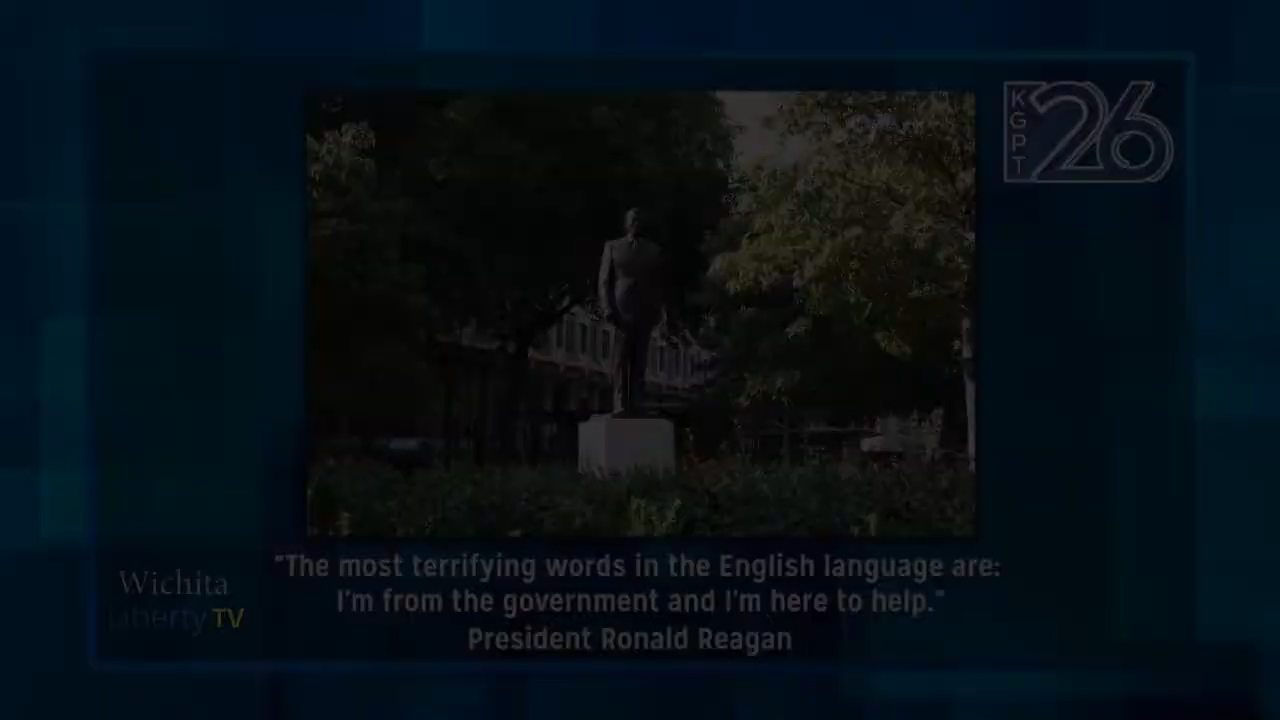 KGPT
26
"The most terrifying words in the English language are:
I'm from the government and I'm here to help."
President Ronald Reagan
Wichita
Liberty TV